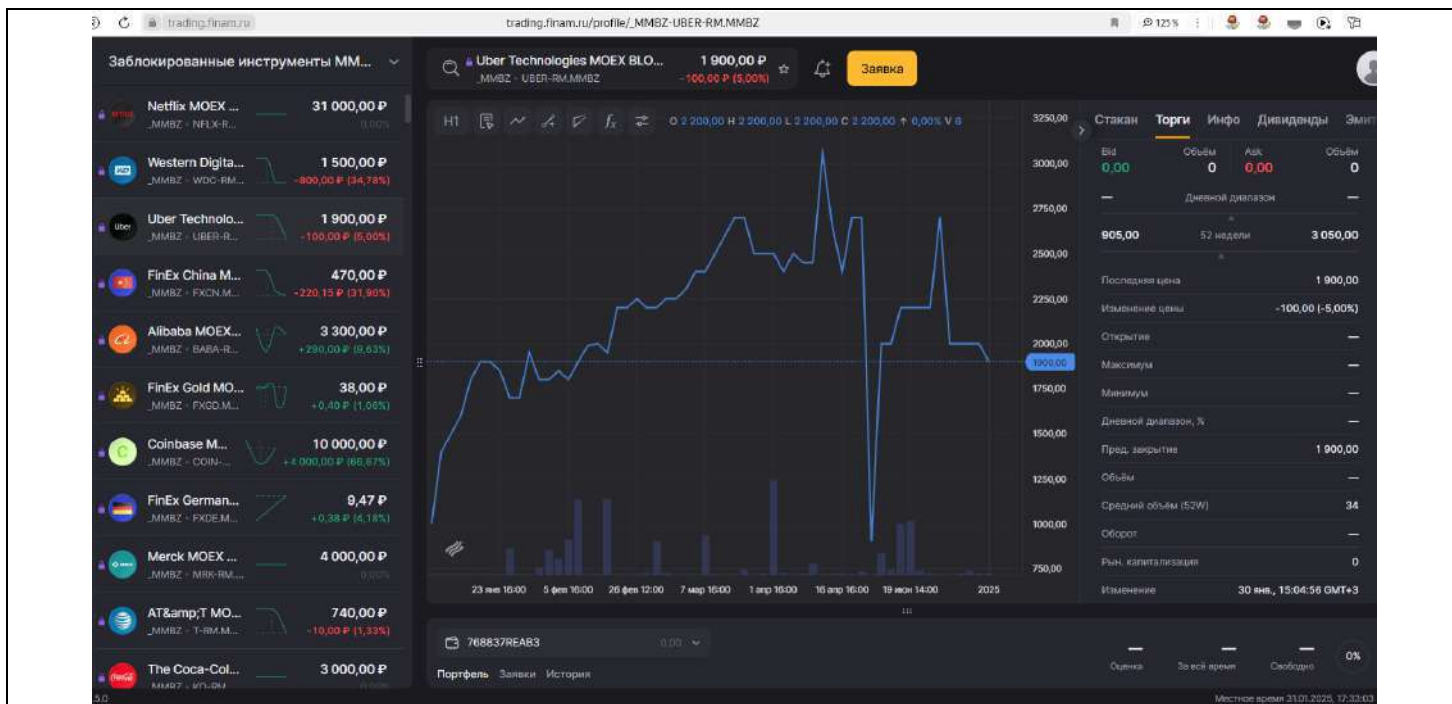 trading.finam.ru
trading.finam.ru/profile/_MMBZ-UBER-RM.MMBZ
125 %
Заблокированные инструменты ММ...
Netflix MOEX ... 31 000,00 ₽
_MMBZ · NFLX-R... 0,00%
Western Digita... 1 500,00 ₽
_MMBZ · WDC-RM... -800,00 ₽ (34,78%)
Uber
Uber Technolo... 1 900,00 ₽
_MMBZ · UBER-R... -100,00 ₽ (5,00%)
FinEx China M... 470,00 ₽
_MMBZ · FXCN.M... -220,15 ₽ (31,90%)
Alibaba MOEX... 3 300,00 ₽
_MMBZ · BABA-R... +290,00 ₽ (9,63%)
FinEx Gold MO... 38,00 ₽
_MMBZ · FXGD.M... +0,40 ₽ (1,06%)
Coinbase M... 10 000,00 ₽
_MMBZ · COIN-... +4 000,00 ₽ (66,67%)
FinEx German... 9,47 ₽
_MMBZ · FXDE.M... +0,38 ₽ (4,18%)
Merck MOEX ... 4 000,00 ₽
_MMBZ · MRK-RM.... 0,00%
AT&amp;T MO... 740,00 ₽
_MMBZ · T-RM.M... -10,00 ₽ (1,33%)
The Coca-Col... 3 000,00 ₽
_MMBZ · KO-RM
5.0
Uber Technologies MOEX BLO... 1 900,00 ₽
_MMBZ · UBER-RM.MMBZ -100,00 ₽ (5,00%)
Заявка
H1
O 2 200,00 H 2 200,00 L 2 200,00 C 2 200,00 0,00% V 6
3250,00
3000,00
2750,00
2500,00
2250,00
2000,00
1900,00
1750,00
1500,00
1250,00
1000,00
750,00
23 янв 16:00 5 фев 16:00 26 фев 12:00 7 мар 16:00 1 апр 16:00 16 апр 16:00 19 июн 14:00 2025
Стакан Торги Инфо Дивиденды Эмит
Bid Объём Ask Объём
0,00 0 0,00 0
— Дневной диапазон —
905,00 52 недели 3 050,00
Последняя цена 1 900,00
Изменение цены -100,00 (-5,00%)
Открытие —
Максимум —
Минимум —
Дневной диапазон, % —
Пред. закрытие 1 900,00
Объём —
Средний объём (52W) 34
Оборот —
Рын. капитализация 0
Изменение 30 янв., 15:04:56 GMT+3
768837REAB3 0,00
Портфель Заявки История
— — —
Оценка За всё время Свободно 0%
Местное время 31.01.2025, 17:33:03